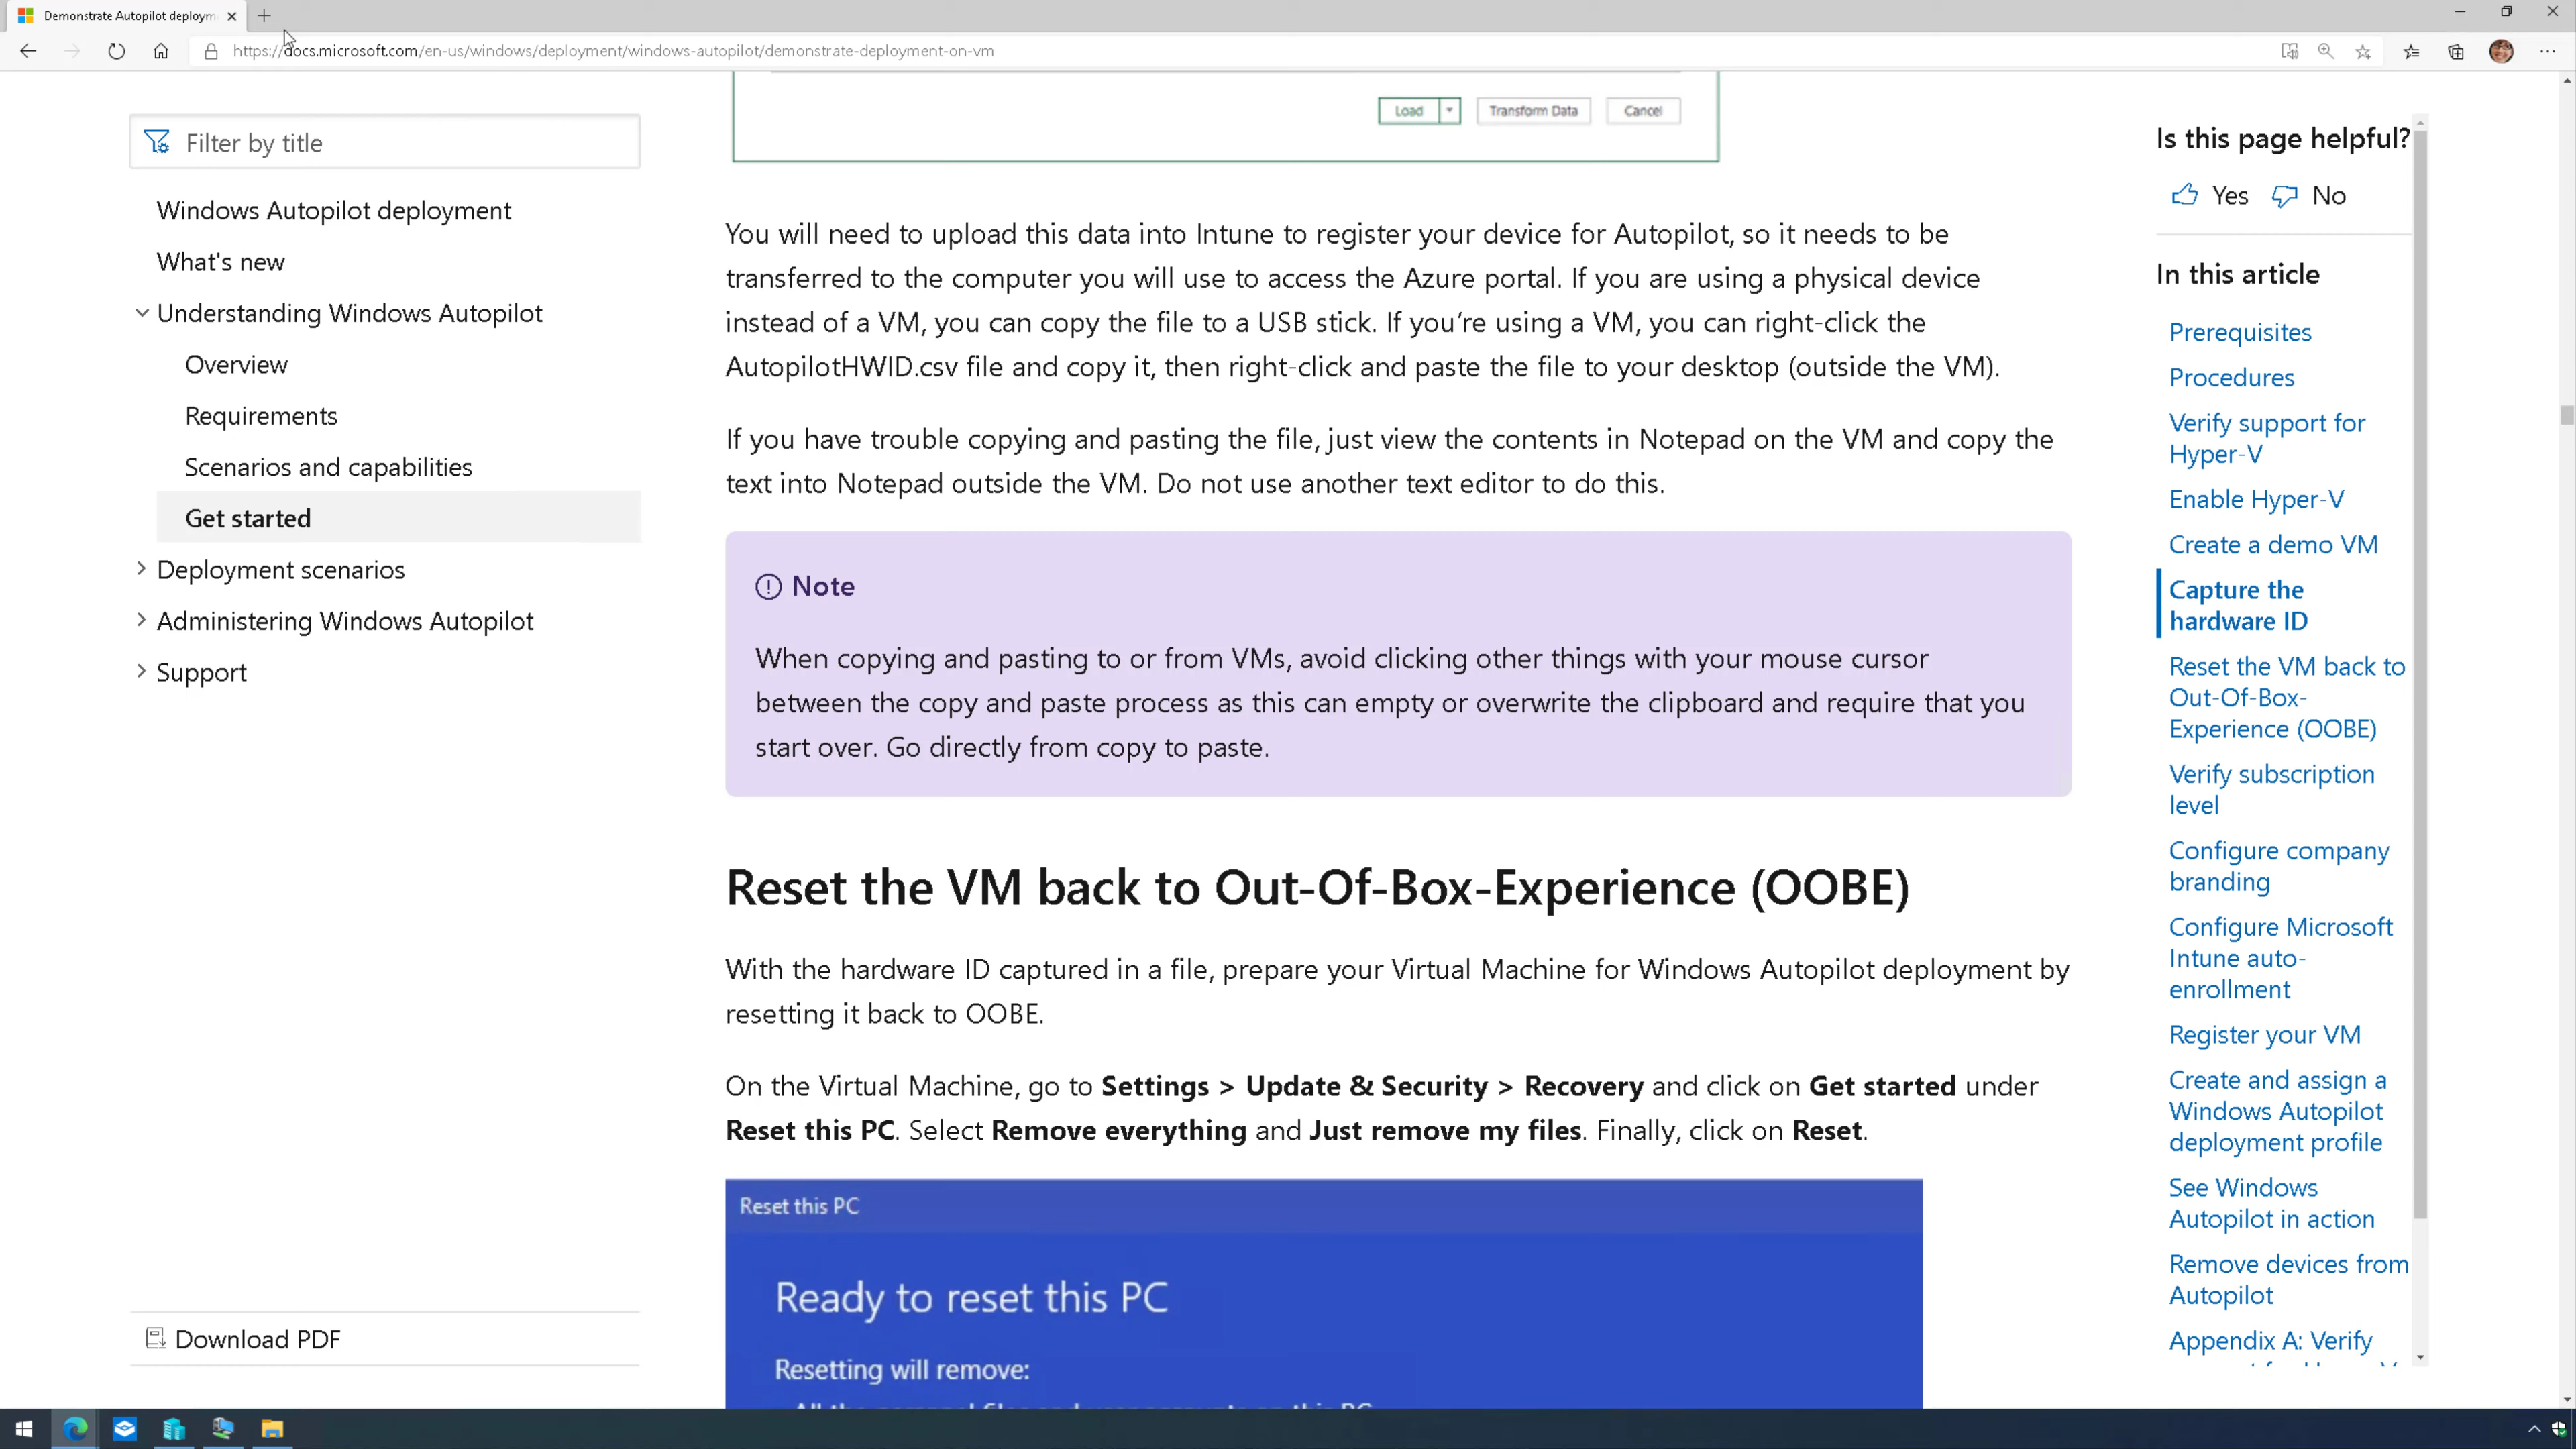 Demonstrate Autopilot deploym
https://docs.microsoft.com/en-us/windows/deployment/windows-autopilot/demonstrate-deployment-on-vm
Filter by title
Windows Autopilot deployment
What's new
Understanding Windows Autopilot
Overview
Requirements
Scenarios and capabilities
Get started
Deployment scenarios
Administering Windows Autopilot
Support
Download PDF
Load
Transform Data
Cancel
You will need to upload this data into Intune to register your device for Autopilot, so it needs to be
transferred to the computer you will use to access the Azure portal. If you are using a physical device
instead of a VM, you can copy the file to a USB stick. If you’re using a VM, you can right-click the
AutopilotHWID.csv file and copy it, then right-click and paste the file to your desktop (outside the VM).
If you have trouble copying and pasting the file, just view the contents in Notepad on the VM and copy the
text into Notepad outside the VM. Do not use another text editor to do this.
Note
When copying and pasting to or from VMs, avoid clicking other things with your mouse cursor
between the copy and paste process as this can empty or overwrite the clipboard and require that you
start over. Go directly from copy to paste.
Reset the VM back to Out-Of-Box-Experience (OOBE)
With the hardware ID captured in a file, prepare your Virtual Machine for Windows Autopilot deployment by
resetting it back to OOBE.
On the Virtual Machine, go to Settings > Update & Security > Recovery and click on Get started under
Reset this PC. Select Remove everything and Just remove my files. Finally, click on Reset.
Reset this PC
Ready to reset this PC
Resetting will remove:
Is this page helpful?
Yes No
In this article
Prerequisites
Procedures
Verify support for
Hyper-V
Enable Hyper-V
Create a demo VM
Capture the
hardware ID
Reset the VM back to
Out-Of-Box-
Experience (OOBE)
Verify subscription
level
Configure company
branding
Configure Microsoft
Intune auto-
enrollment
Register your VM
Create and assign a
Windows Autopilot
deployment profile
See Windows
Autopilot in action
Remove devices from
Autopilot
Appendix A: Verify